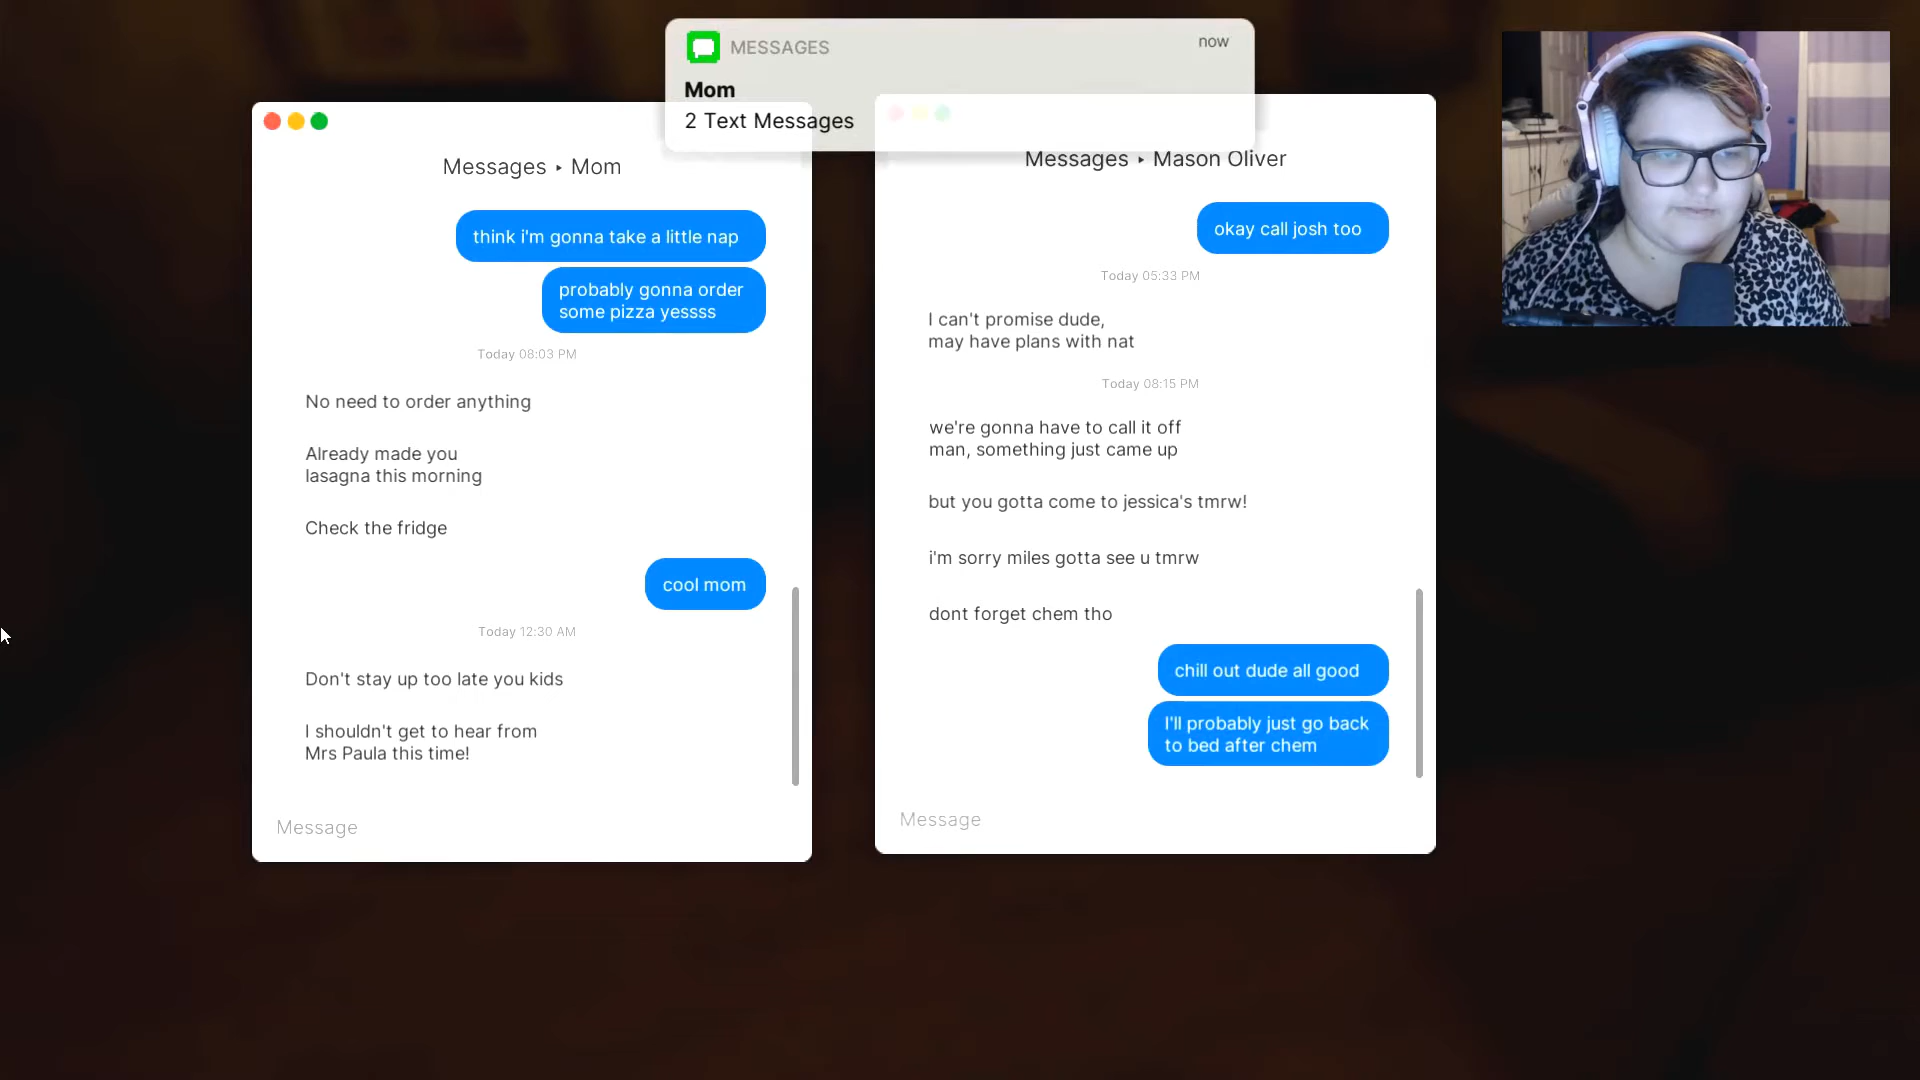 MESSAGES
now
Mom
2 Text Messages
Messages ‣ Mom
think i'm gonna take a little nap
probably gonna order
some pizza yessss
Today 08:03 PM
No need to order anything
Already made you
lasagna this morning
Check the fridge
cool mom
Today 12:30 AM
Don't stay up too late you kids
I shouldn't get to hear from
Mrs Paula this time!
Message
Messages ‣ Mason Oliver
okay call josh too
Today 05:33 PM
I can't promise dude,
may have plans with nat
Today 08:15 PM
we're gonna have to call it off
man, something just came up
but you gotta come to jessica's tmrw!
i'm sorry miles gotta see u tmrw
dont forget chem tho
chill out dude all good
I'll probably just go back
to bed after chem
Message